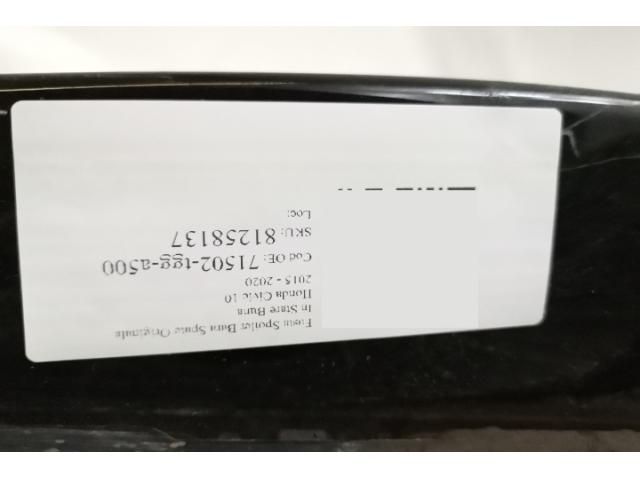 Fusta Spoiler Bara Spate Originala
In Stare Buna
Honda Civic 10
2015 - 2020
Cod OE: 71502-tgg-a500
SKU: 81258137
Loc: